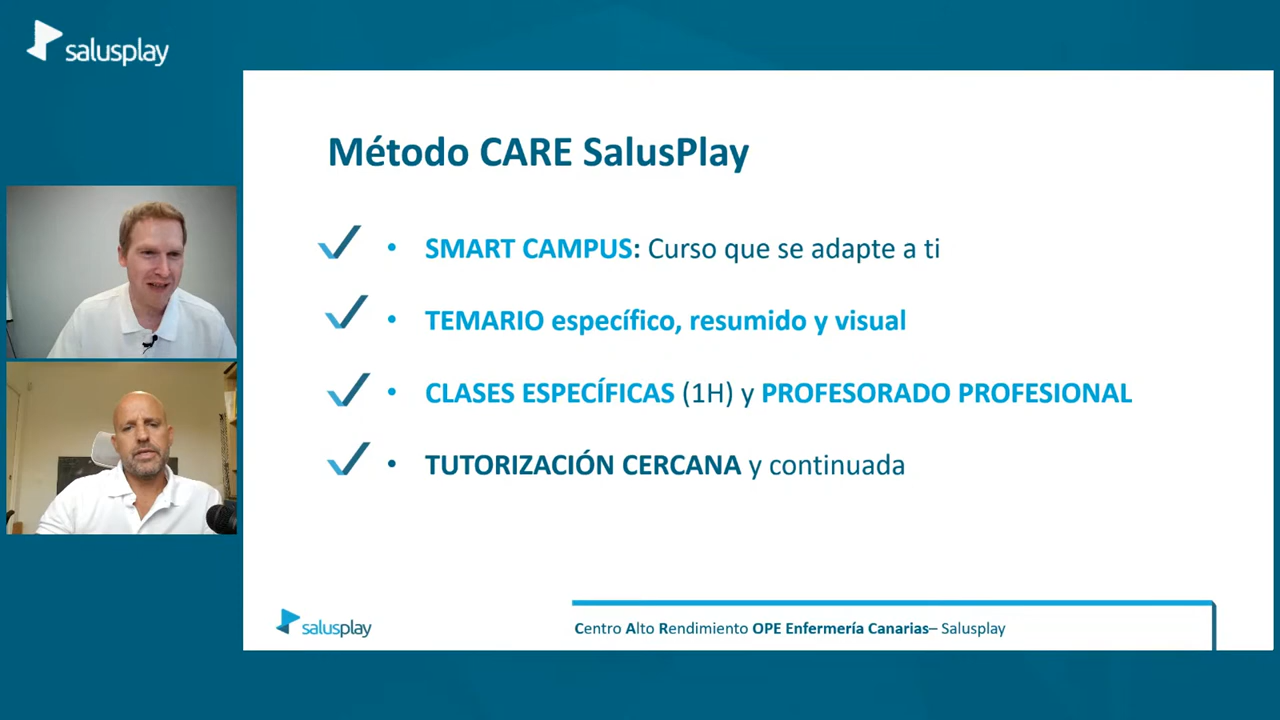 salusplay
Método CARE SalusPlay
• SMART CAMPUS: Curso que se adapte a ti
• TEMARIO específico, resumido y visual
• CLASES ESPECÍFICAS (1H) y PROFESORADO PROFESIONAL
• TUTORIZACIÓN CERCANA y continuada
salusplay
Centro Alto Rendimiento OPE Enfermería Canarias– Salusplay